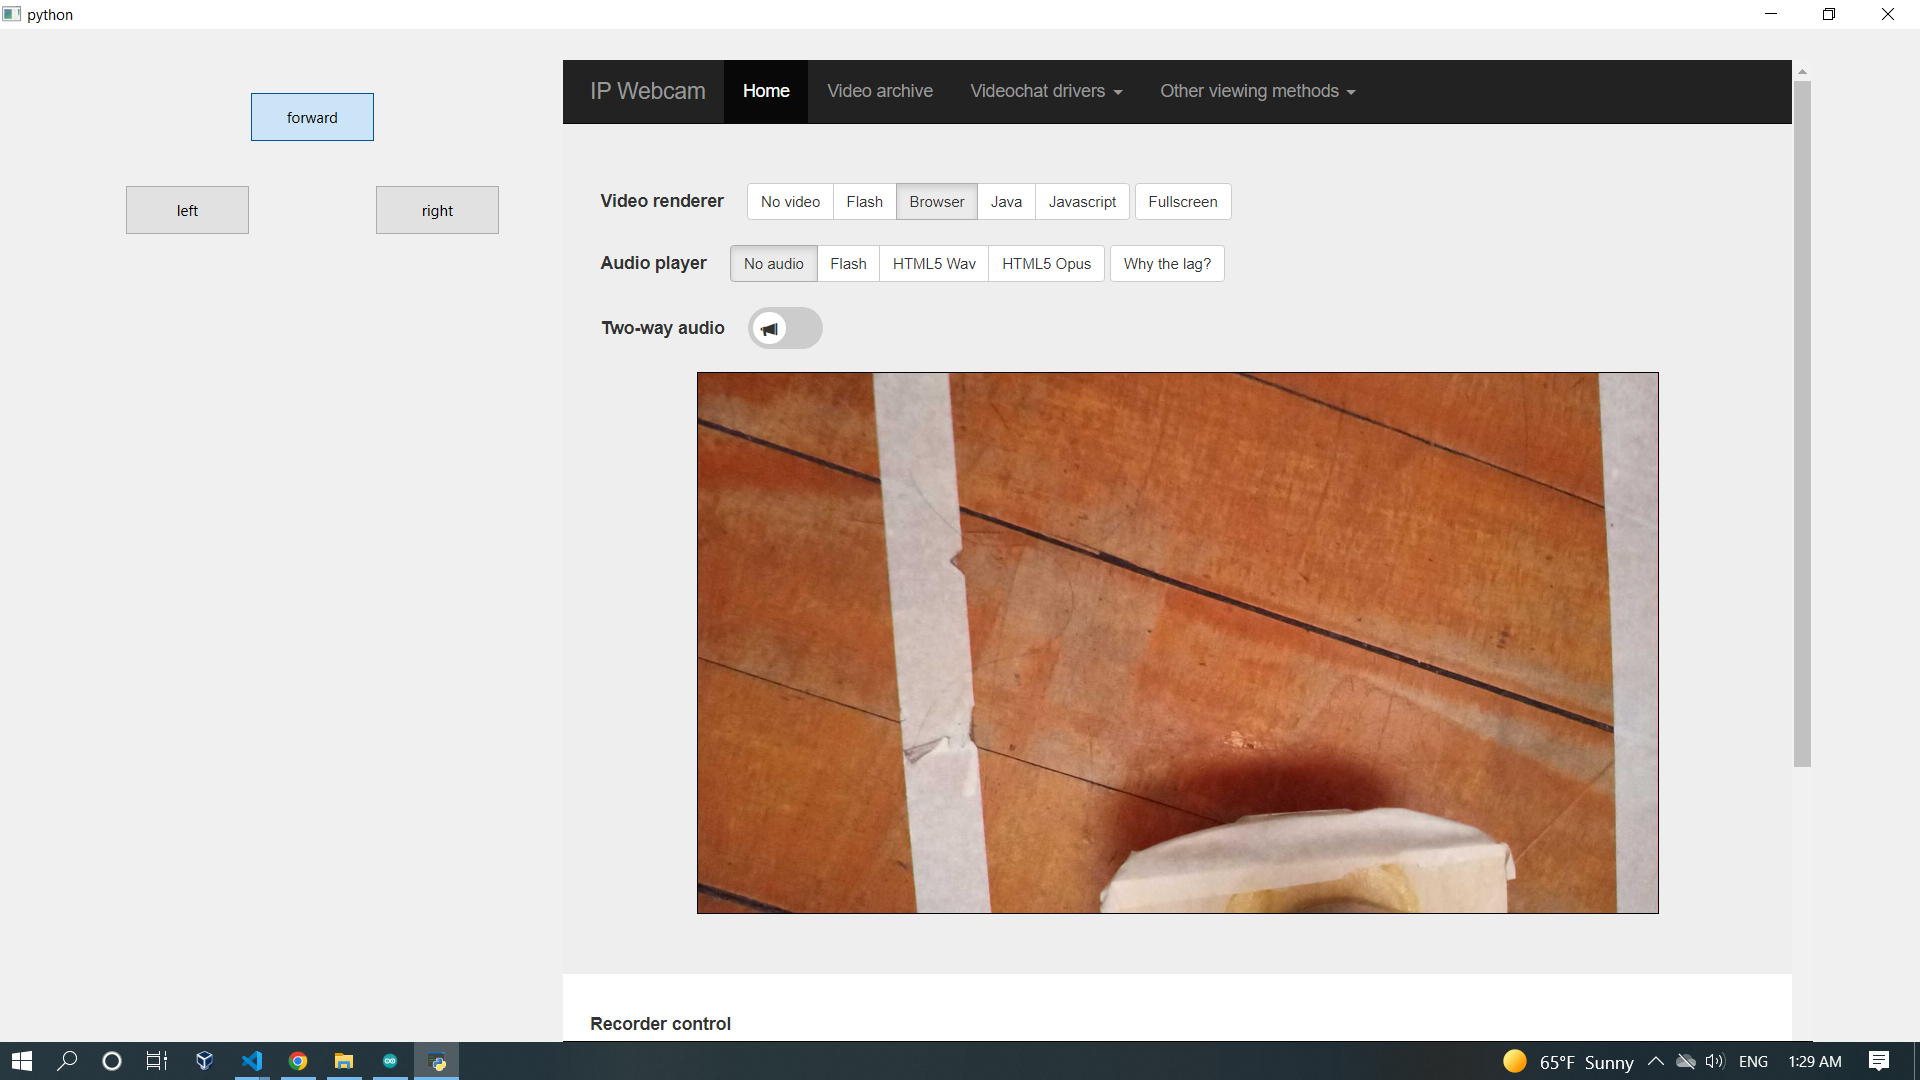 python
forward
left
right
IP Webcam Home Video archive Videochat drivers Other viewing methods
Video renderer No video Flash Browser Java Javascript Fullscreen
Audio player No audio Flash HTML5 Wav HTML5 Opus Why the lag?
Two-way audio
Recorder control
65°F Sunny ENG 1:29 AM